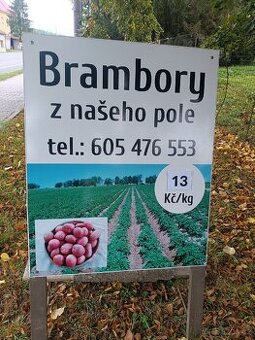 Brambory
z našeho pole
tel.: 605 476 553
13
Kč/kg